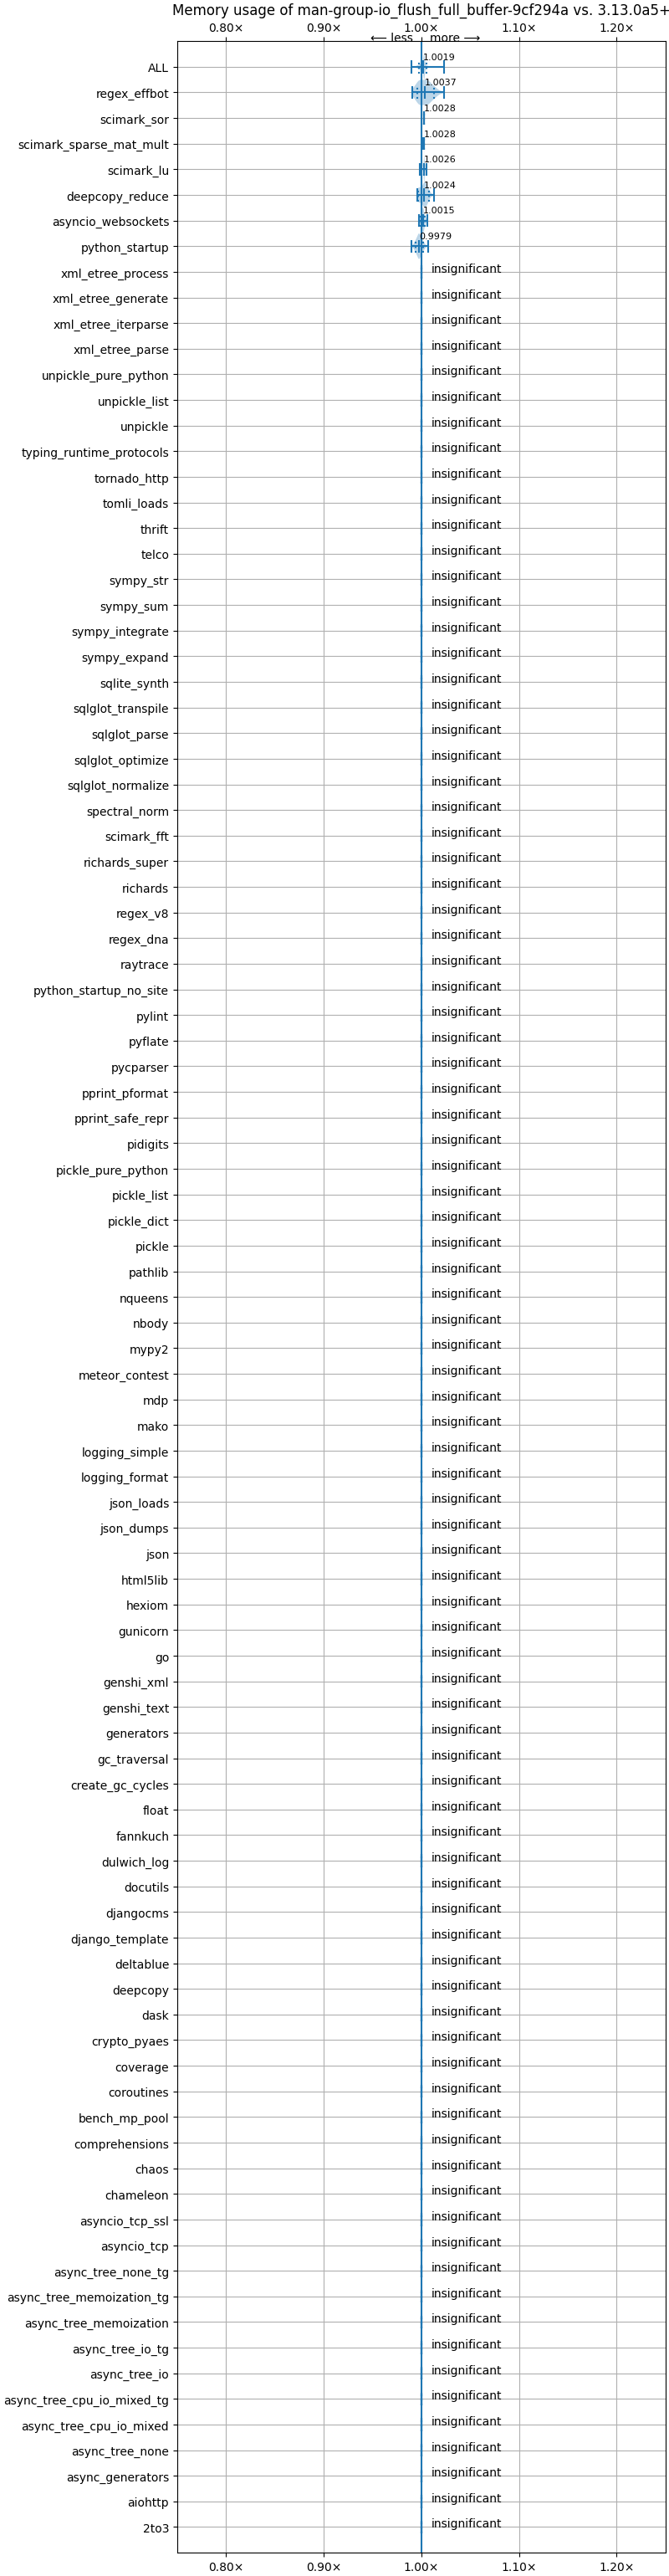 Memory usage of man-group-io_flush_full_buffer-9cf294a vs. 3.13.0a5+
0.80× 0.90× 1.00× 1.10× 1.20×
⟵ less more ⟶
ALL 1.0019
regex_effbot 1.0037
scimark_sor 1.0028
scimark_sparse_mat_mult 1.0028
scimark_lu 1.0026
deepcopy_reduce 1.0024
asyncio_websockets 1.0015
python_startup 0.9979
xml_etree_process insignificant
xml_etree_generate insignificant
xml_etree_iterparse insignificant
xml_etree_parse insignificant
unpickle_pure_python insignificant
unpickle_list insignificant
unpickle insignificant
typing_runtime_protocols insignificant
tornado_http insignificant
tomli_loads insignificant
thrift insignificant
telco insignificant
sympy_str insignificant
sympy_sum insignificant
sympy_integrate insignificant
sympy_expand insignificant
sqlite_synth insignificant
sqlglot_transpile insignificant
sqlglot_parse insignificant
sqlglot_optimize insignificant
sqlglot_normalize insignificant
spectral_norm insignificant
scimark_fft insignificant
richards_super insignificant
richards insignificant
regex_v8 insignificant
regex_dna insignificant
raytrace insignificant
python_startup_no_site insignificant
pylint insignificant
pyflate insignificant
pycparser insignificant
pprint_pformat insignificant
pprint_safe_repr insignificant
pidigits insignificant
pickle_pure_python insignificant
pickle_list insignificant
pickle_dict insignificant
pickle insignificant
pathlib insignificant
nqueens insignificant
nbody insignificant
mypy2 insignificant
meteor_contest insignificant
mdp insignificant
mako insignificant
logging_simple insignificant
logging_format insignificant
json_loads insignificant
json_dumps insignificant
json insignificant
html5lib insignificant
hexiom insignificant
gunicorn insignificant
go insignificant
genshi_xml insignificant
genshi_text insignificant
generators insignificant
gc_traversal insignificant
create_gc_cycles insignificant
float insignificant
fannkuch insignificant
dulwich_log insignificant
docutils insignificant
djangocms insignificant
django_template insignificant
deltablue insignificant
deepcopy insignificant
dask insignificant
crypto_pyaes insignificant
coverage insignificant
coroutines insignificant
bench_mp_pool insignificant
comprehensions insignificant
chaos insignificant
chameleon insignificant
asyncio_tcp_ssl insignificant
asyncio_tcp insignificant
async_tree_none_tg insignificant
async_tree_memoization_tg insignificant
async_tree_memoization insignificant
async_tree_io_tg insignificant
async_tree_io insignificant
async_tree_cpu_io_mixed_tg insignificant
async_tree_cpu_io_mixed insignificant
async_tree_none insignificant
async_generators insignificant
aiohttp insignificant
2to3 insignificant
0.80× 0.90× 1.00× 1.10× 1.20×